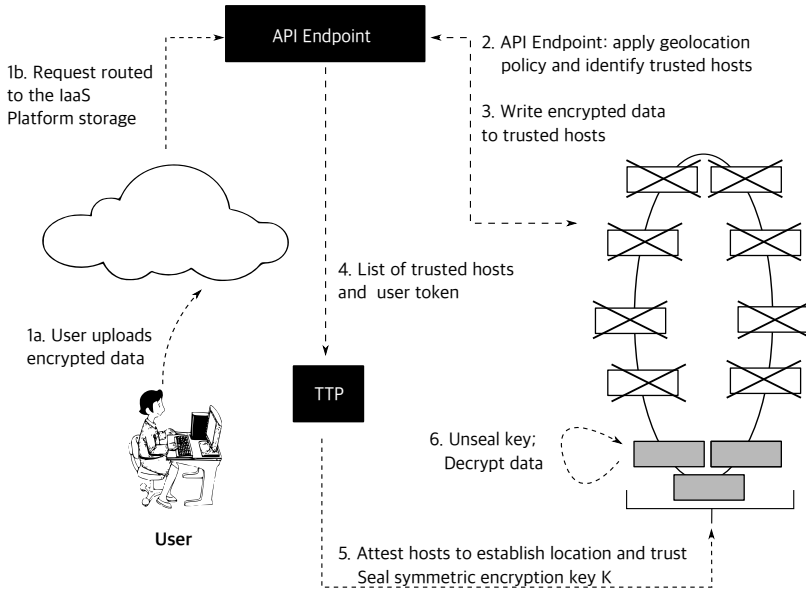 API Endpoint
1b. Request routed
to the IaaS
Platform storage
2. API Endpoint: apply geolocation
policy and identify trusted hosts
3. Write encrypted data
to trusted hosts
4. List of trusted hosts
and user token
1a. User uploads
encrypted data
TTP
6. Unseal key;
Decrypt data
User
5. Attest hosts to establish location and trust
Seal symmetric encryption key K